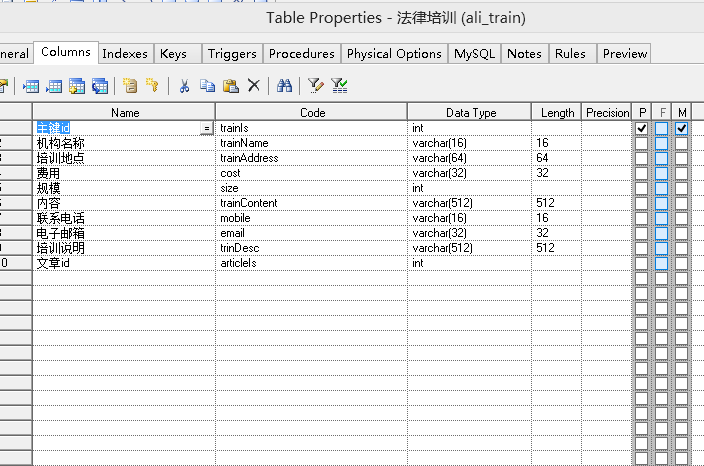 Table Properties - 法律培训 (ali_train)
neral Columns Indexes Keys Triggers Procedures Physical Options MySQL Notes Rules Preview
Name Code Data Type Length Precision P F M
主键id = trainIs int
2 机构名称 trainName varchar(16) 16
3 培训地点 trainAddress varchar(64) 64
4 费用 cost varchar(32) 32
5 规模 size int
6 内容 trainContent varchar(512) 512
7 联系电话 mobile varchar(16) 16
8 电子邮箱 email varchar(32) 32
9 培训说明 trinDesc varchar(512) 512
0 文章id articleIs int